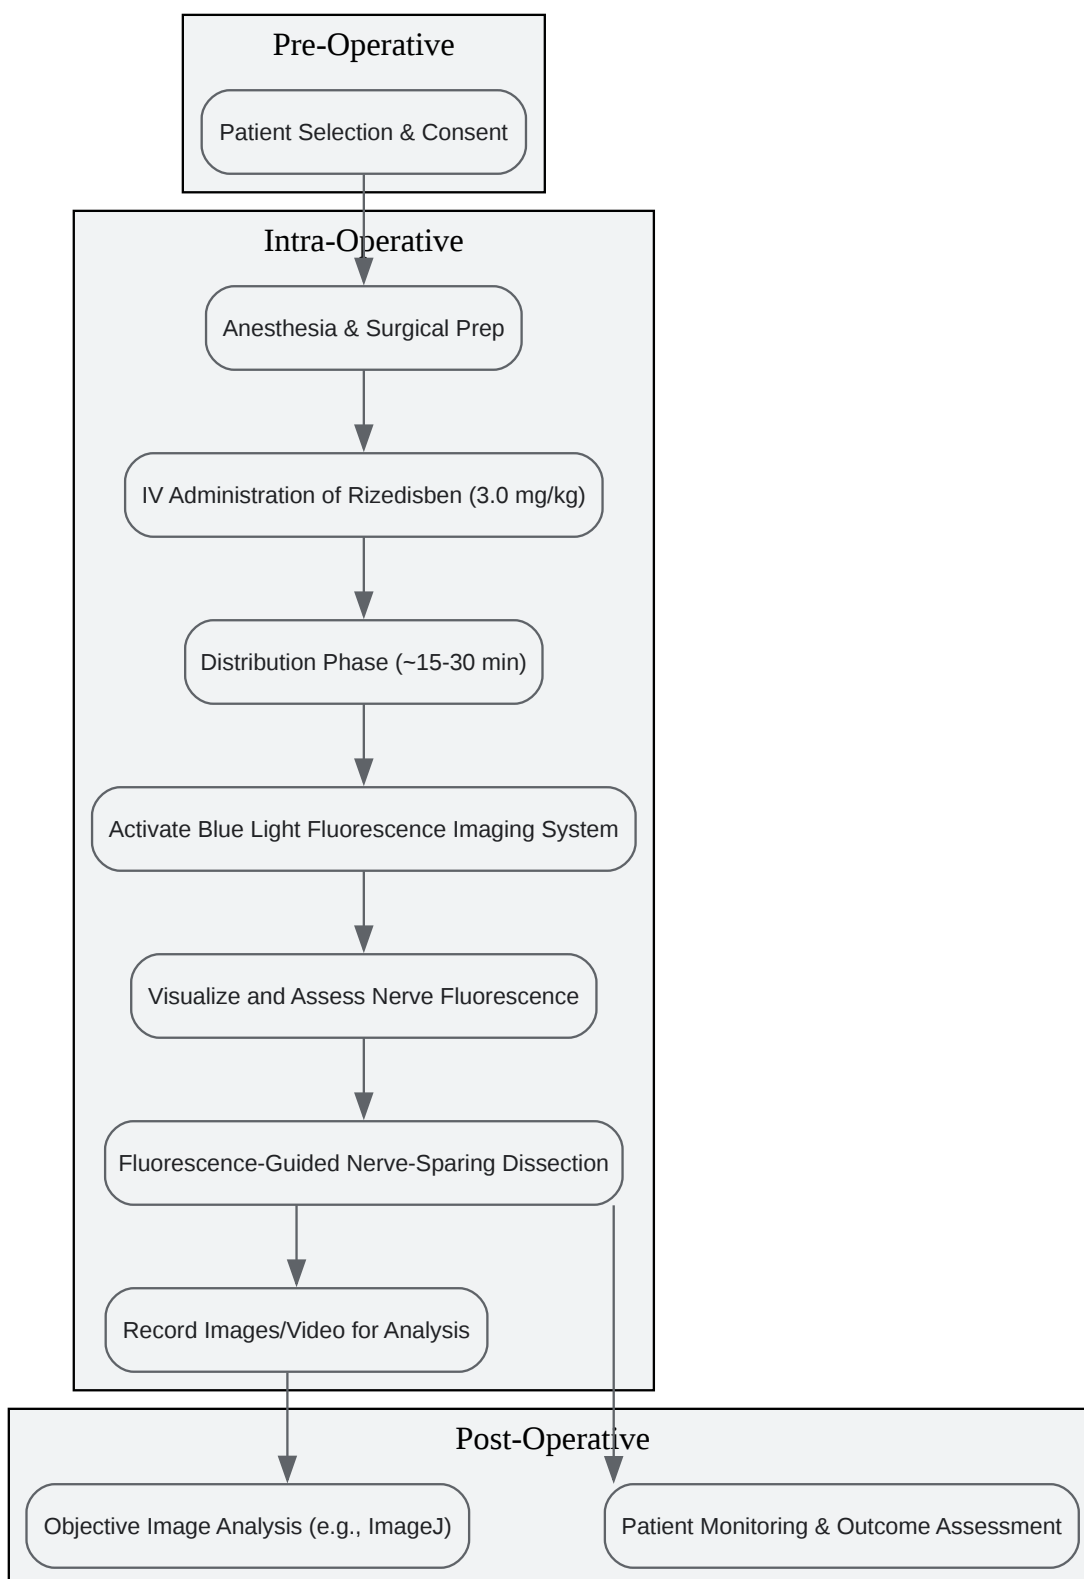 Pre-Operative
Patient Selection & Consent
Intra-Operative
Anesthesia & Surgical Prep
IV Administration of Rizedisben (3.0 mg/kg)
Distribution Phase (~15-30 min)
Activate Blue Light Fluorescence Imaging System
Visualize and Assess Nerve Fluorescence
Fluorescence-Guided Nerve-Sparing Dissection
Record Images/Video for Analysis
Post-Operative
Objective Image Analysis (e.g., ImageJ)
Patient Monitoring & Outcome Assessment